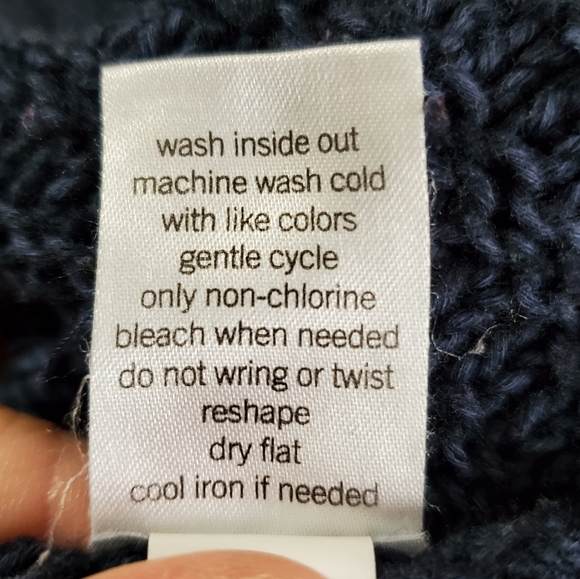 wash inside out
machine wash cold
with like colors
gentle cycle
only non-chlorine
bleach when needed
do not wring or twist
reshape
dry flat
cool iron if needed